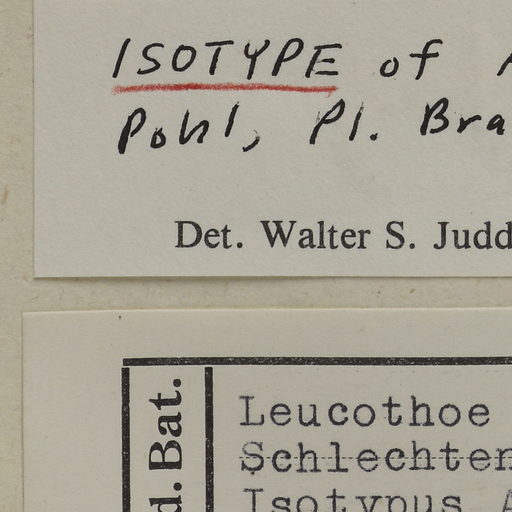 ISOTYPE of
Pohl, Pl. Bra
Det. Walter S. Judd
d. Bat.
Leucothoe
Schlechten
Isotypus A